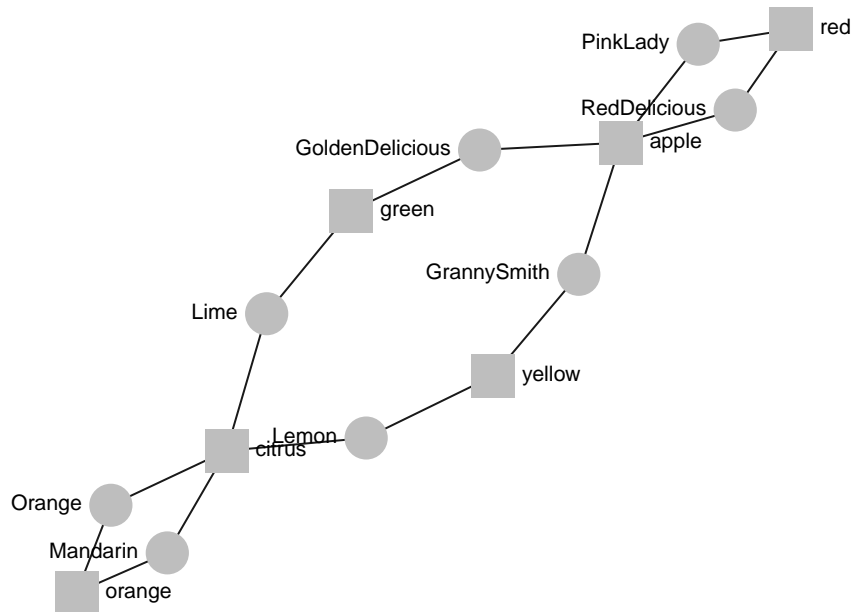 red
PinkLady
RedDelicious
apple
GoldenDelicious
green
GrannySmith
Lime
yellow
Lemon
citrus
Orange
Mandarin
orange